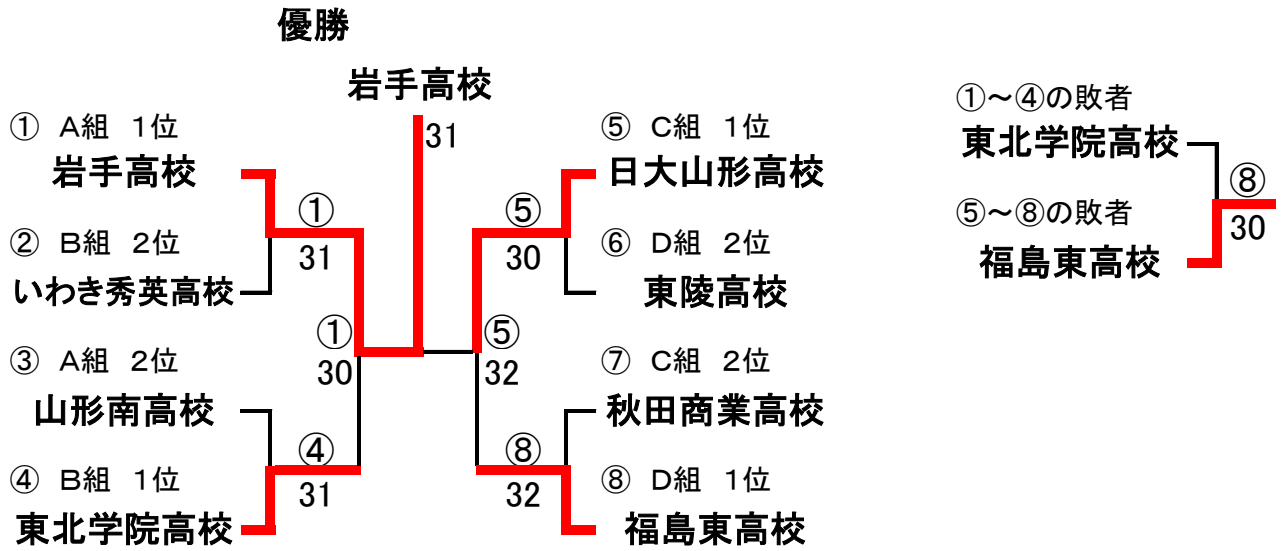 優勝
岩手高校
31
① A組 1位
岩手高校
①
31
② B組 2位
いわき秀英高校
①
30
③ A組 2位
山形南高校
④
31
④ B組 1位
東北学院高校
⑤ C組 1位
日大山形高校
⑤
30
⑥ D組 2位
東陵高校
⑤
32
⑦ C組 2位
秋田商業高校
⑧
32
⑧ D組 1位
福島東高校
①~④の敗者
東北学院高校
⑧
30
⑤~⑧の敗者
福島東高校